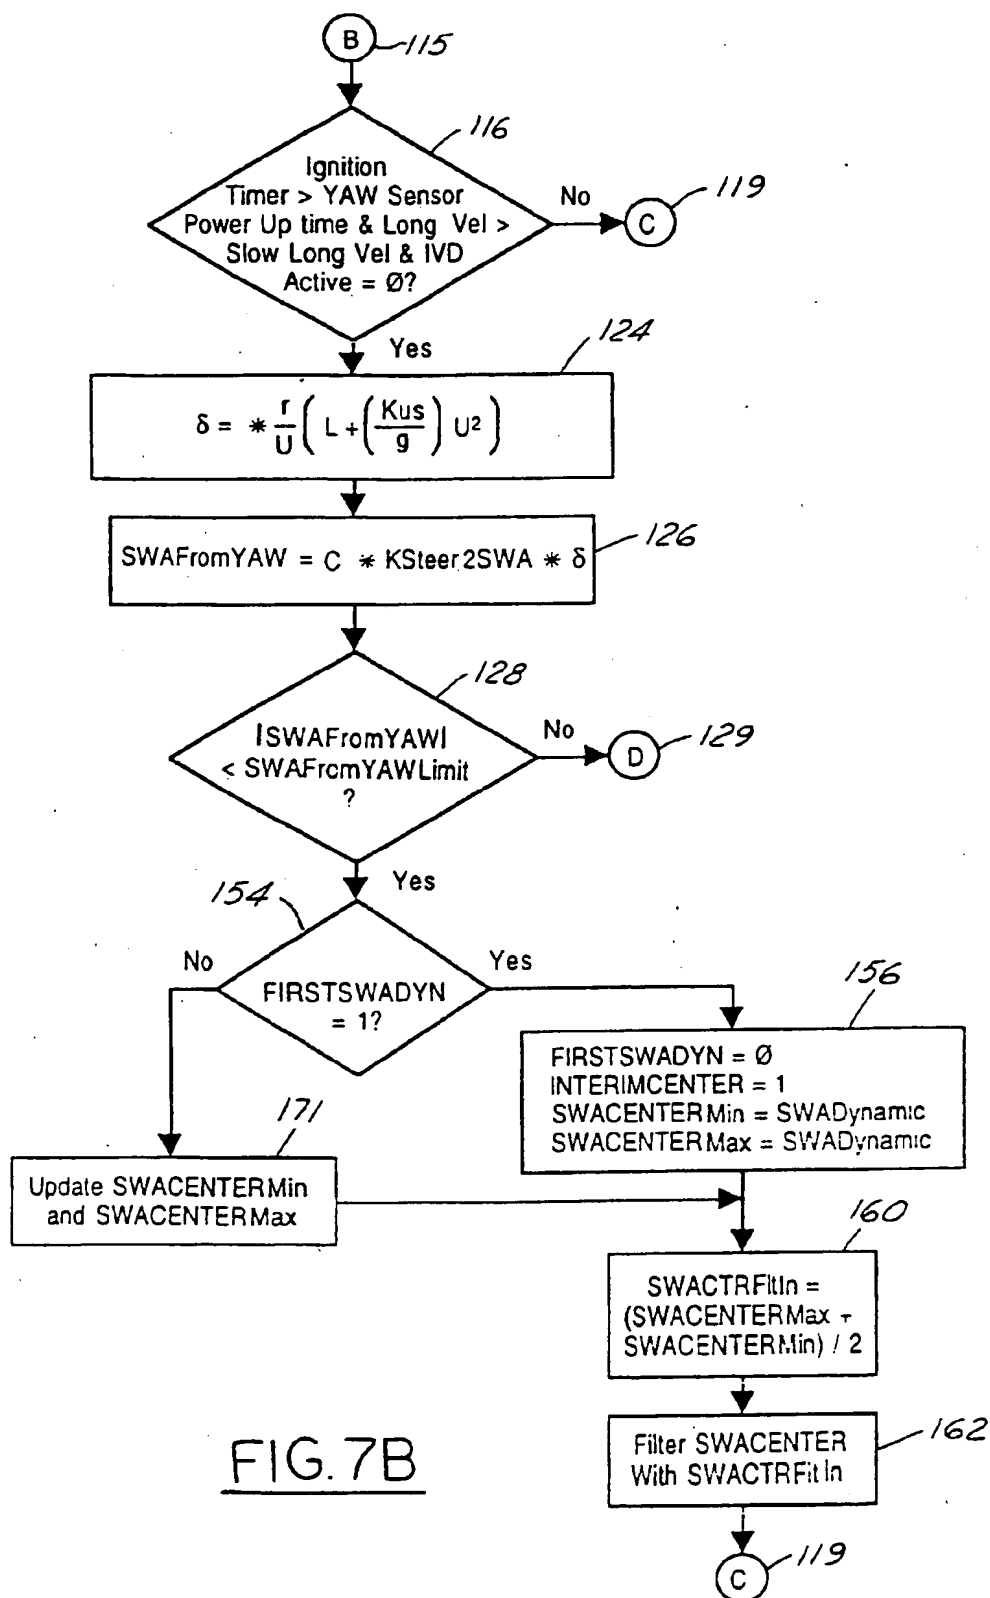 B
115
116
Ignition
Timer > YAW Sensor
Power Up time & Long Vel >
Slow Long Vel & IVD
Active = Ø?
No
C
119
Yes
124
δ = * r/U ( L + (Kus/g) U²)
SWAFromYAW = C * KSteer2SWA * δ
126
128
|SWAFromYAW|
< SWAFromYAWLimit
?
No
D
129
Yes
154
No
Yes
FIRSTSWADYN
= 1?
156
FIRSTSWADYN = Ø
INTERIMCENTER = 1
SWACENTERMin = SWADynamic
SWACENTERMax = SWADynamic
171
Update SWACENTERMin
and SWACENTERMax
160
SWACTRFltIn =
(SWACENTERMax +
SWACENTERMin) / 2
Filter SWACENTER
With SWACTRFitIn
162
FIG.7B
C
119